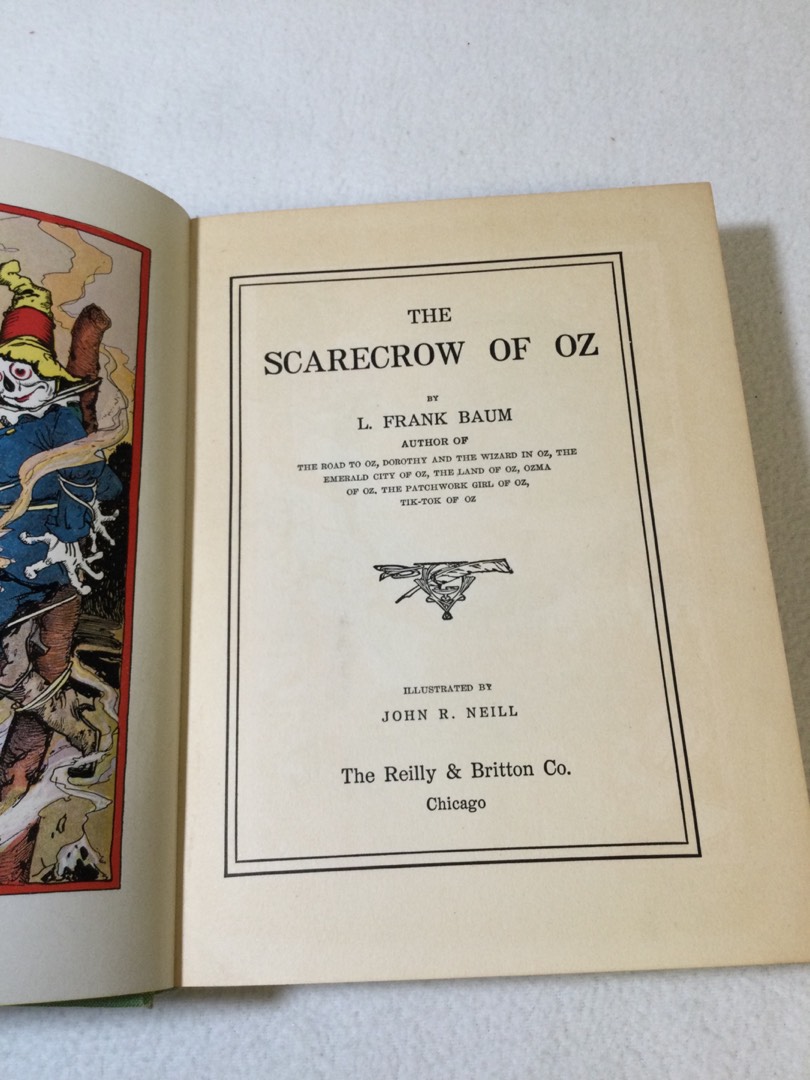 THE
SCARECROW OF OZ
BY
L. FRANK BAUM
AUTHOR OF
THE ROAD TO OZ, DOROTHY AND THE WIZARD IN OZ, THE
EMERALD CITY OF OZ, THE LAND OF OZ, OZMA
OF OZ. THE PATCHWORK GIRL OF OZ,
TIK-TOK OF OZ
ILLUSTRATED BY
JOHN R. NEILL
The Reilly & Britton Co.
Chicago